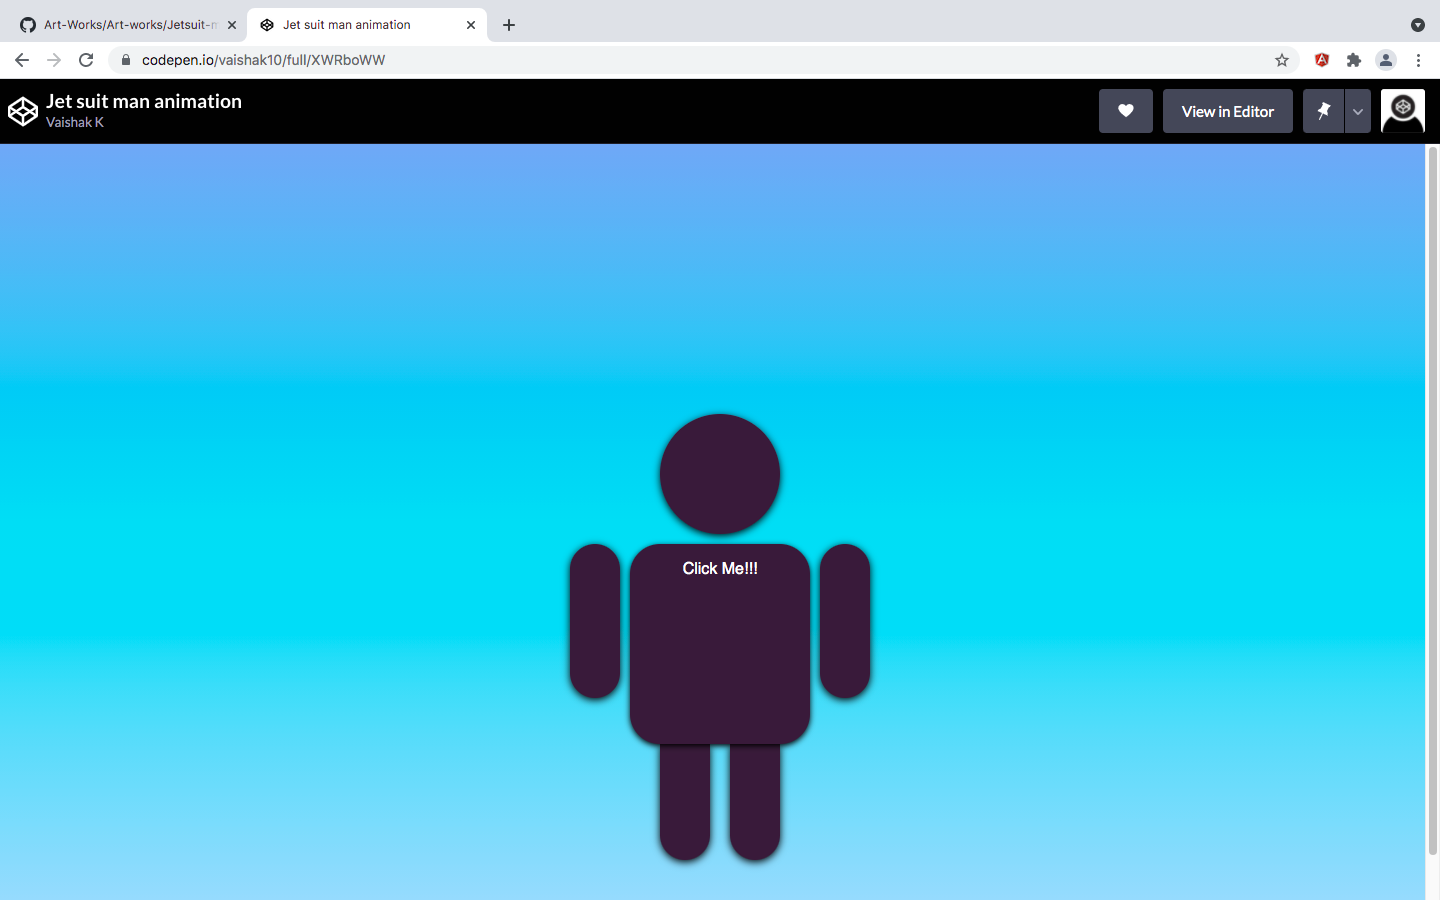 Art-Works/Art-works/Jetsuit-m
Jet suit man animation
codepen.io/vaishak10/full/XWRboWW
Jet suit man animation
Vaishak K
View in Editor
Click Me!!!